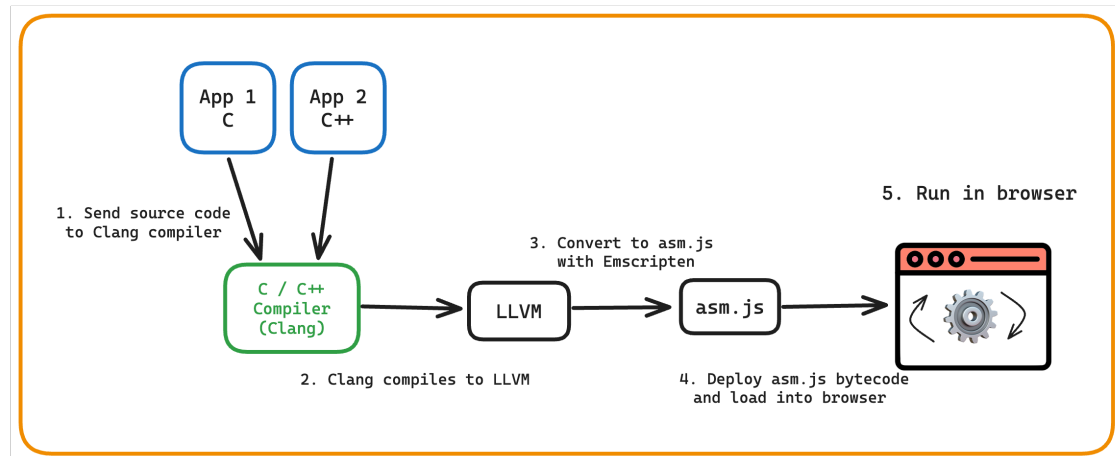 App 1
C
App 2
C++
5. Run in browser
1. Send source code
to Clang compiler
3. Convert to asm.js
with Emscripten
C / C++
Compiler
(Clang)
LLVM
asm.js
2. Clang compiles to LLVM
4. Deploy asm.js bytecode
and load into browser